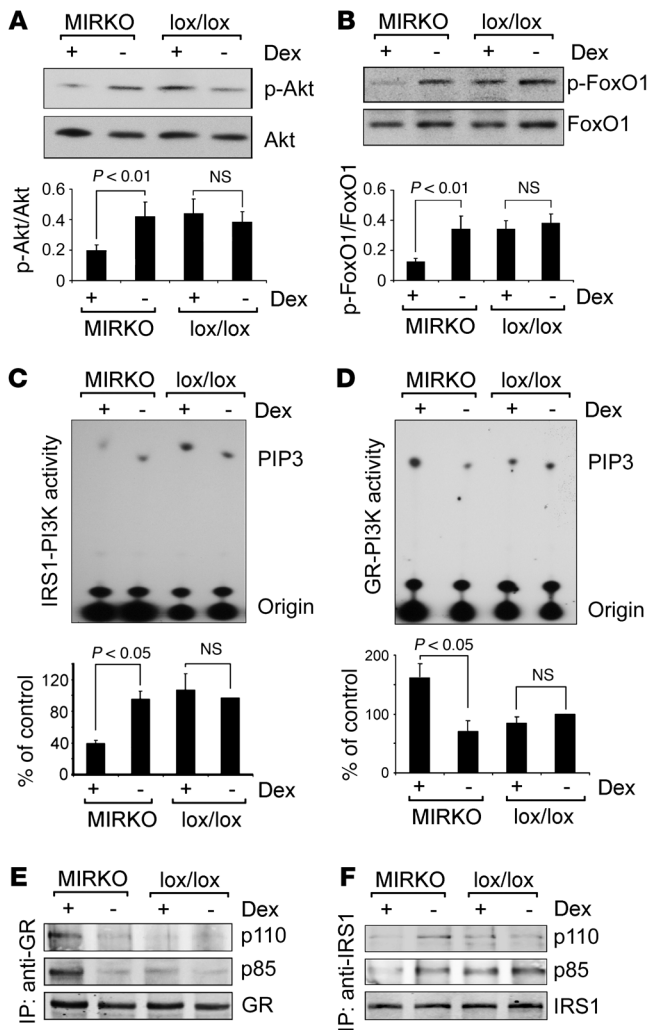 A
MIRKO lox/lox
+ - + - Dex
p-Akt
Akt
P < 0.01 NS
p-Akt/Akt
0.6
0.4
0.2
0
+ - + - Dex
MIRKO lox/lox
B
MIRKO lox/lox
+ - + - Dex
p-FoxO1
FoxO1
P < 0.01 NS
p-FoxO1/FoxO1
0.6
0.4
0.2
0
+ - + - Dex
MIRKO lox/lox
C
MIRKO lox/lox
+ - + - Dex
IRS1-PI3K activity
PIP3
Origin
P < 0.05 NS
% of control
120
80
40
0
+ - + - Dex
MIRKO lox/lox
D
MIRKO lox/lox
+ - + - Dex
GR-PI3K activity
PIP3
Origin
P < 0.05 NS
% of control
200
100
0
+ - + - Dex
MIRKO lox/lox
E
MIRKO lox/lox
+ - + - Dex
IP: anti-GR
p110
p85
GR
F
MIRKO lox/lox
+ - + - Dex
IP: anti-IRS1
p110
p85
IRS1